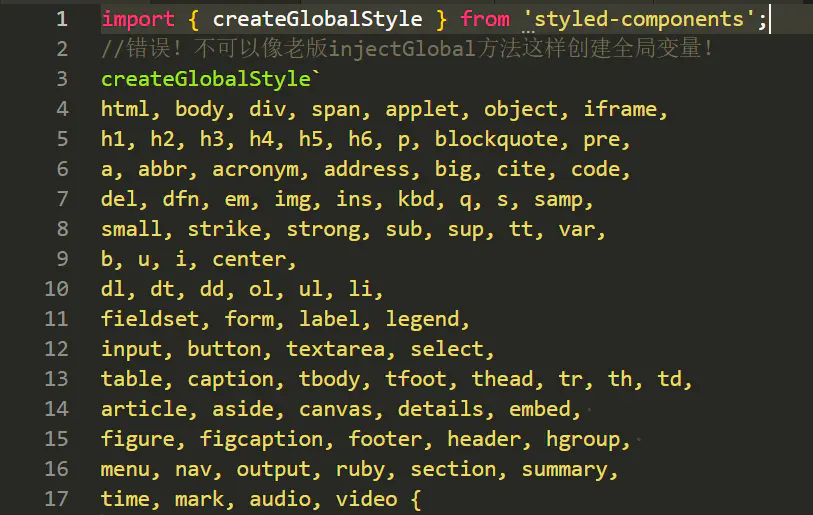 1 import { createGlobalStyle } from 'styled-components';
2 //错误！不可以像老版injectGlobal方法这样创建全局变量！
3 createGlobalStyle`
4 html, body, div, span, applet, object, iframe,
5 h1, h2, h3, h4, h5, h6, p, blockquote, pre,
6 a, abbr, acronym, address, big, cite, code,
7 del, dfn, em, img, ins, kbd, q, s, samp,
8 small, strike, strong, sub, sup, tt, var,
9 b, u, i, center,
10 dl, dt, dd, ol, ul, li,
11 fieldset, form, label, legend,
12 input, button, textarea, select,
13 table, caption, tbody, tfoot, thead, tr, th, td,
14 article, aside, canvas, details, embed,
15 figure, figcaption, footer, header, hgroup,
16 menu, nav, output, ruby, section, summary,
17 time, mark, audio, video {